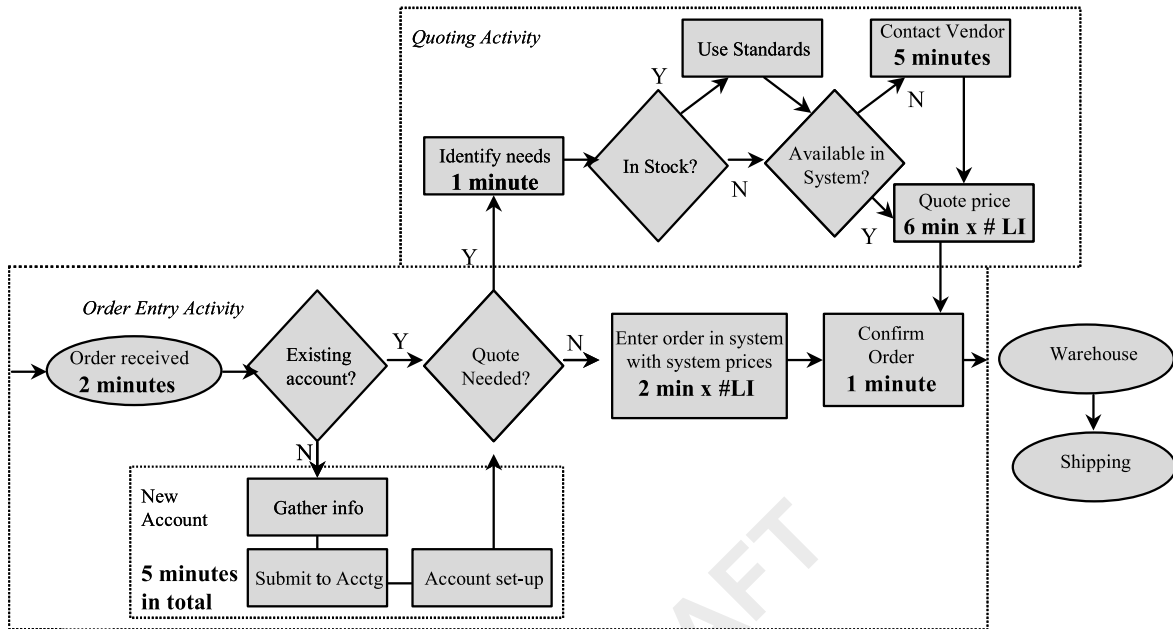 Quoting Activity
Use Standards
Contact Vendor
5 minutes
Y
N
Identify needs
1 minute
In Stock?
N
Available in
System?
Y
Quote price
6 min x # LI
Y
Order Entry Activity
Order received
2 minutes
Existing
account?
Y
Quote
Needed?
N
Enter order in system
with system prices
2 min x #LI
Confirm
Order
1 minute
Warehouse
Shipping
N
New
Account
5 minutes
in total
Gather info
Submit to Acctg
Account set-up
AFT